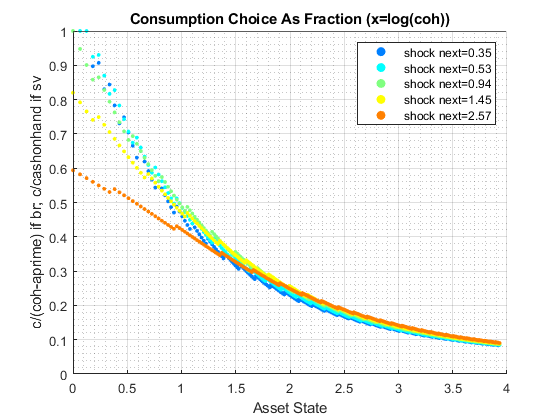 Consumption Choice As Fraction (x=log(coh))
c/(coh-aprime) if br, c/cashonhand if sv
1
0.9
0.8
0.7
0.6
0.5
0.4
0.3
0.2
0.1
0
shock next=0.35
shock next=0.53
shock next=0.94
shock next=1.45
shock next=2.57
0 0.5 1 1.5 2 2.5 3 3.5 4
Asset State